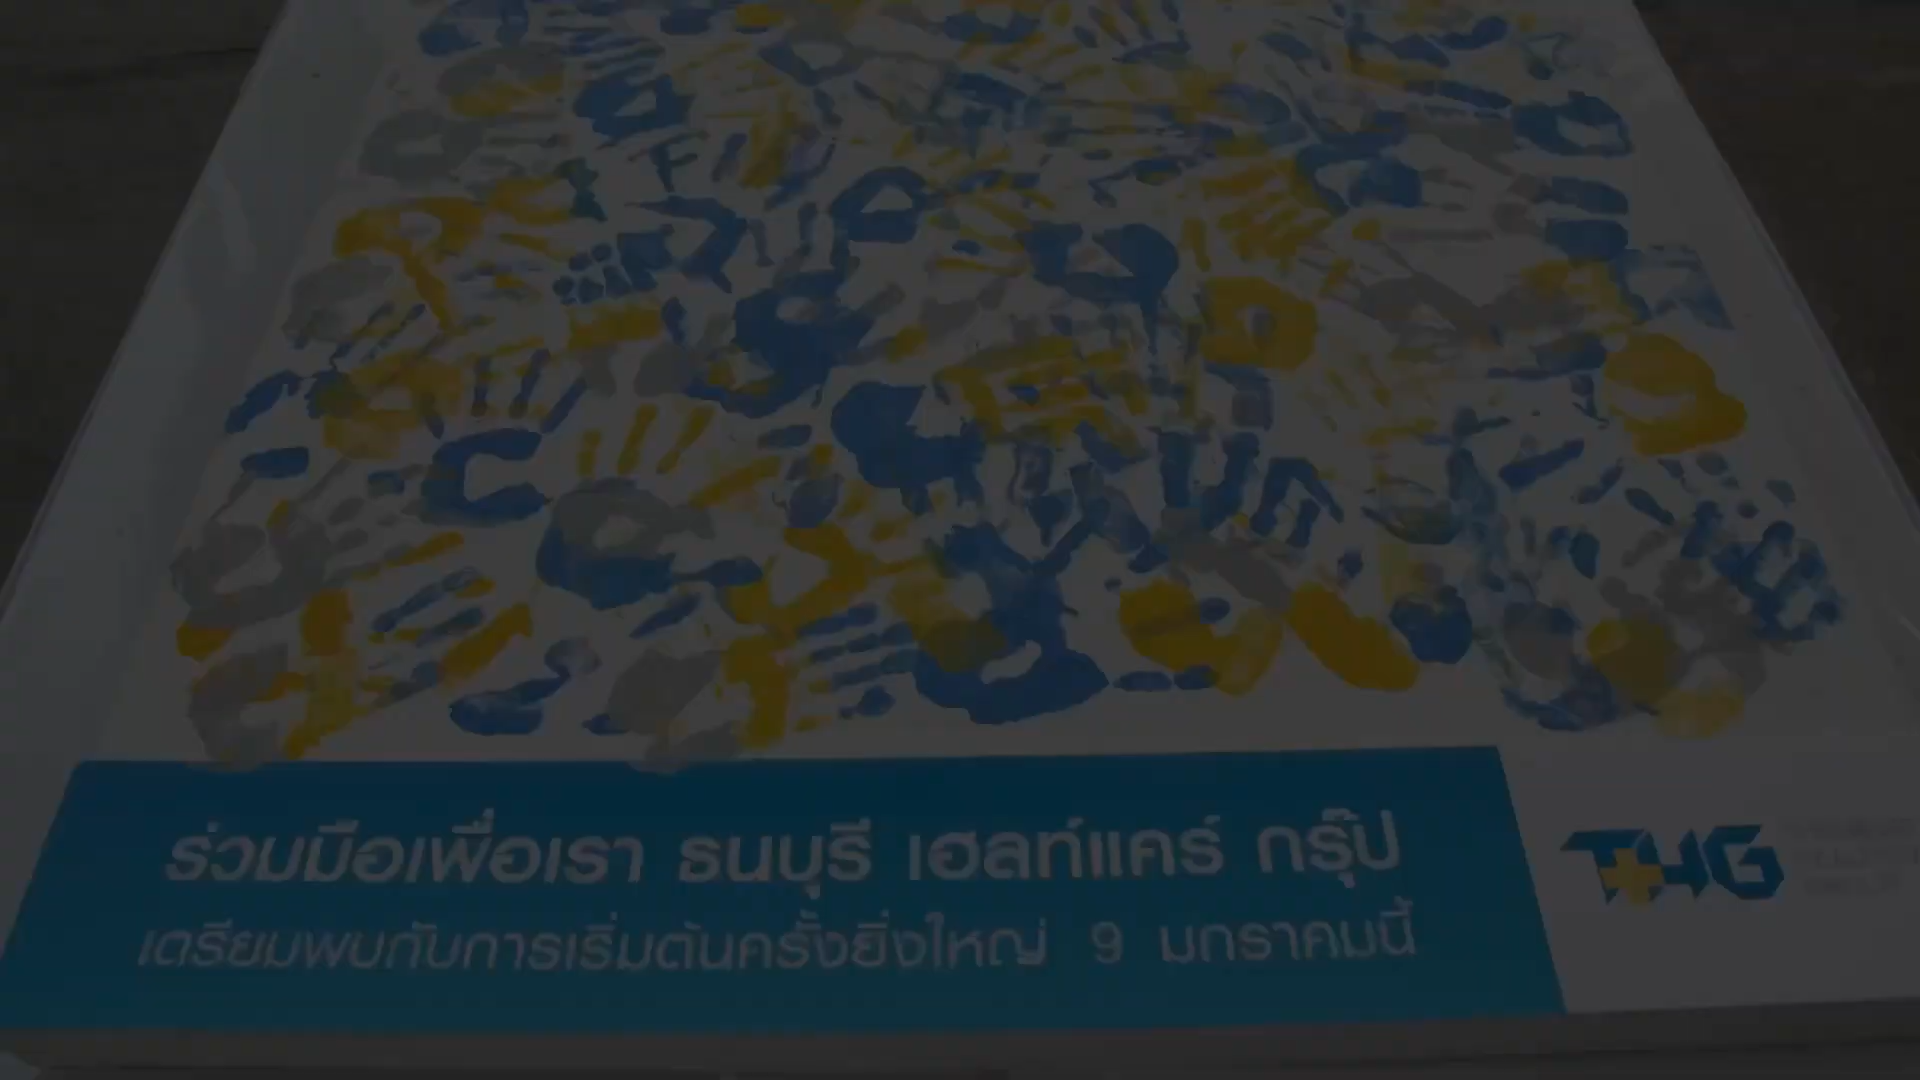 ร่วมมือเพื่อเรา ธนบุรี เฮลท์แคร์ กรุ๊ป
เตรียมพบกับการเริ่มต้นครั้งยิ่งใหญ่ 9 มกราคมนี้
THG